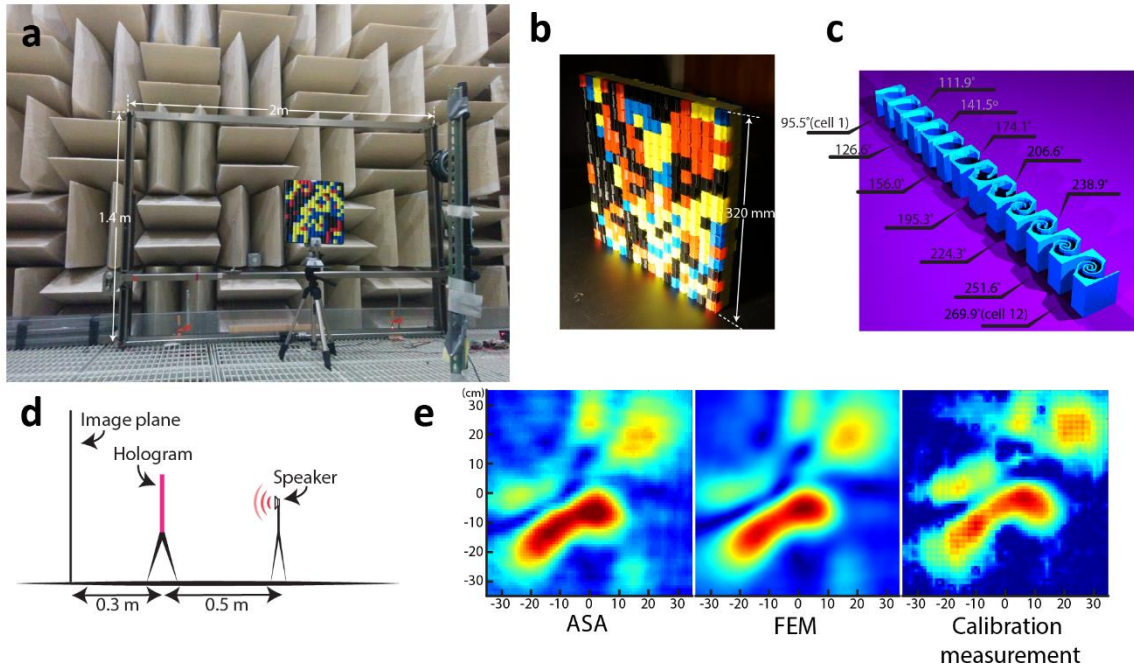 a
2m
1.4 m
b
320 mm
c
111.9°
141.5°
95.5°(cell 1)
174.1°
126.6°
206.6°
156.0°
238.9°
195.3°
224.3°
251.6°
269.9°(cell 12)
d
Image plane
Hologram
Speaker
0.3 m
0.5 m
e
(cm)
30
20
10
0
-10
-20
-30
-30 -20 -10 0 10 20 30
-30 -20 -10 0 10 20 30
-30 -20 -10 0 10 20 30
ASA
FEM
Calibration
measurement